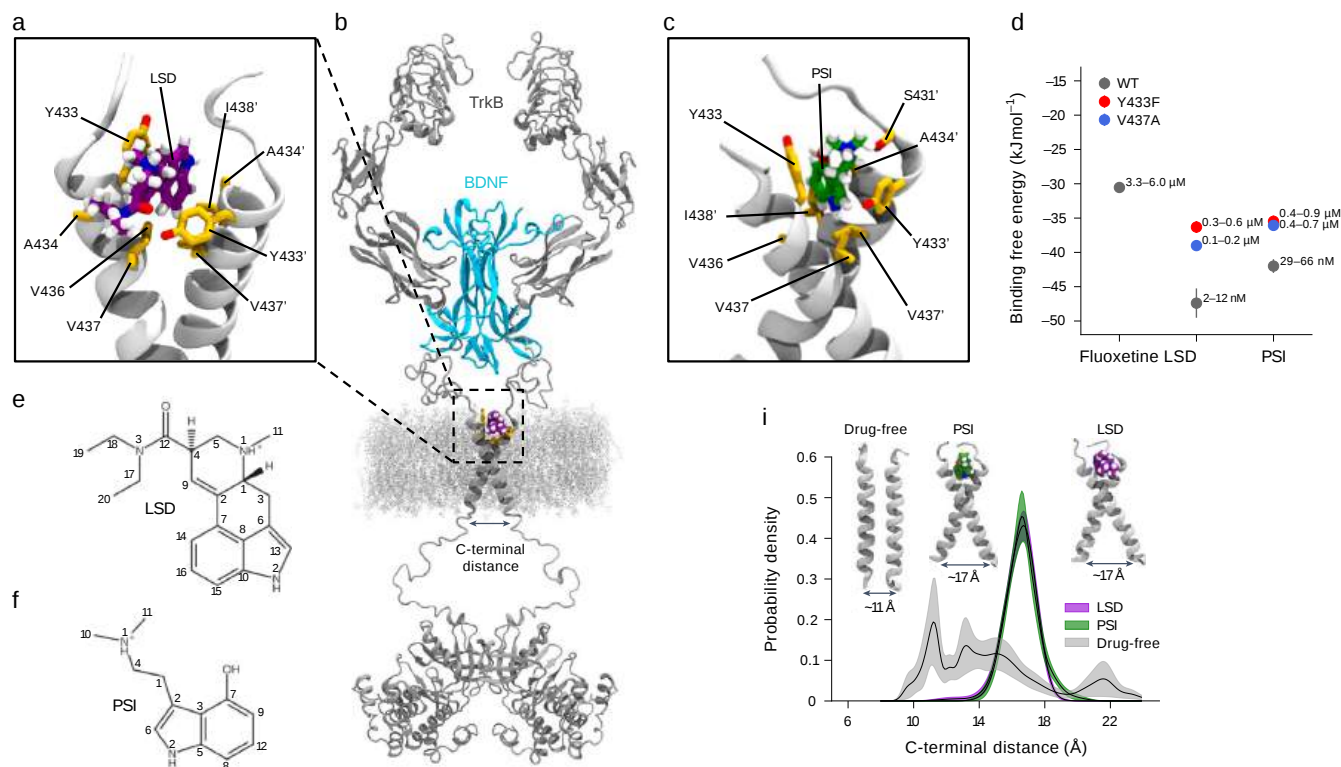 a
LSD
Y433
I438'
A434'
A434
Y433'
V436
V437
V437'
b
TrkB
BDNF
C-terminal
distance
c
PSI
S431'
Y433
A434'
I438'
V436
Y433'
V437
V437'
d
Binding free energy (kJmol−1)
−15
−20
−25
−30
−35
−40
−45
−50
WT
Y433F
V437A
3.3–6.0 µM
0.3–0.6 µM
0.1–0.2 µM
2–12 nM
0.4–0.9 µM
0.4–0.7 µM
29–66 nM
Fluoxetine LSD PSI
e
O
H
3
N
12
5
1
NH+
11
19
18
4
17
20
9
1
H
2
3
LSD
7
6
14
8
13
16
10
2
N
H
15
f
11
10
1
N+
H
4
OH
1
7
PSI
2
3
9
6
2
N
H
5
12
8
i
Drug-free
PSI
LSD
~11 Å
~17 Å
~17 Å
LSD
PSI
Drug-free
Probability density
0.6
0.5
0.4
0.3
0.2
0.1
0
6 10 14 18 22
C-terminal distance (Å)